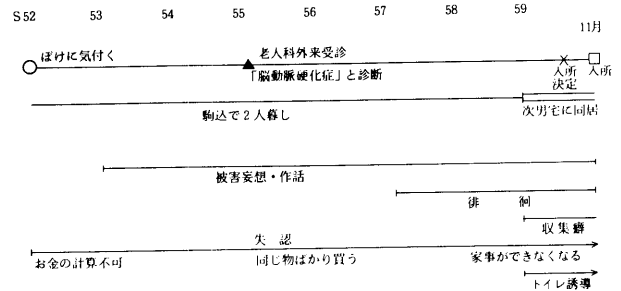 S52 53 54 55 56 57 58 59
11月
ぼけに気付く 老人科外来受診
「脳動脈硬化症」と診断 入所 入所
決定
駒込で2人暮し 次男宅に同居
被害妄想・作話
徘徊
収集癖
失認
お金の計算不可 同じ物ばかり買う 家事ができなくなる
トイレ誘導